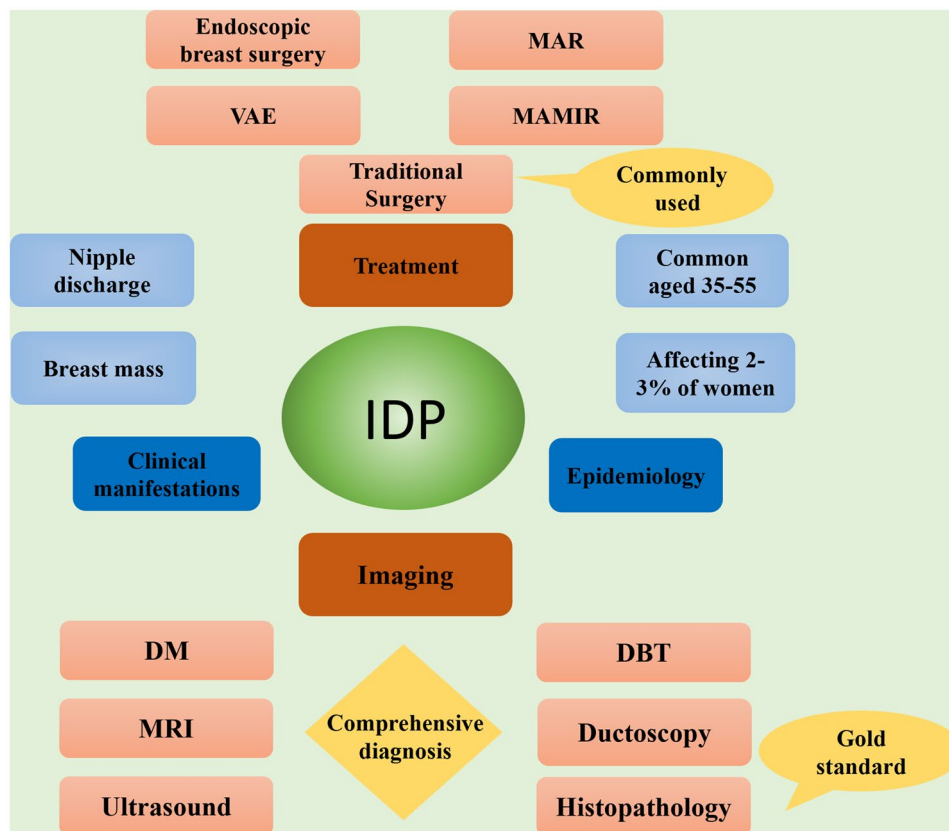 Endoscopic
breast surgery
MAR
VAE
MAMIR
Traditional
Surgery
Commonly
used
Nipple
discharge
Treatment
Common
aged 35-55
Breast mass
IDP
Affecting 2-
3% of women
Clinical
manifestations
Epidemiology
Imaging
DM
DBT
MRI
Comprehensive
diagnosis
Ductoscopy
Gold
standard
Ultrasound
Histopathology